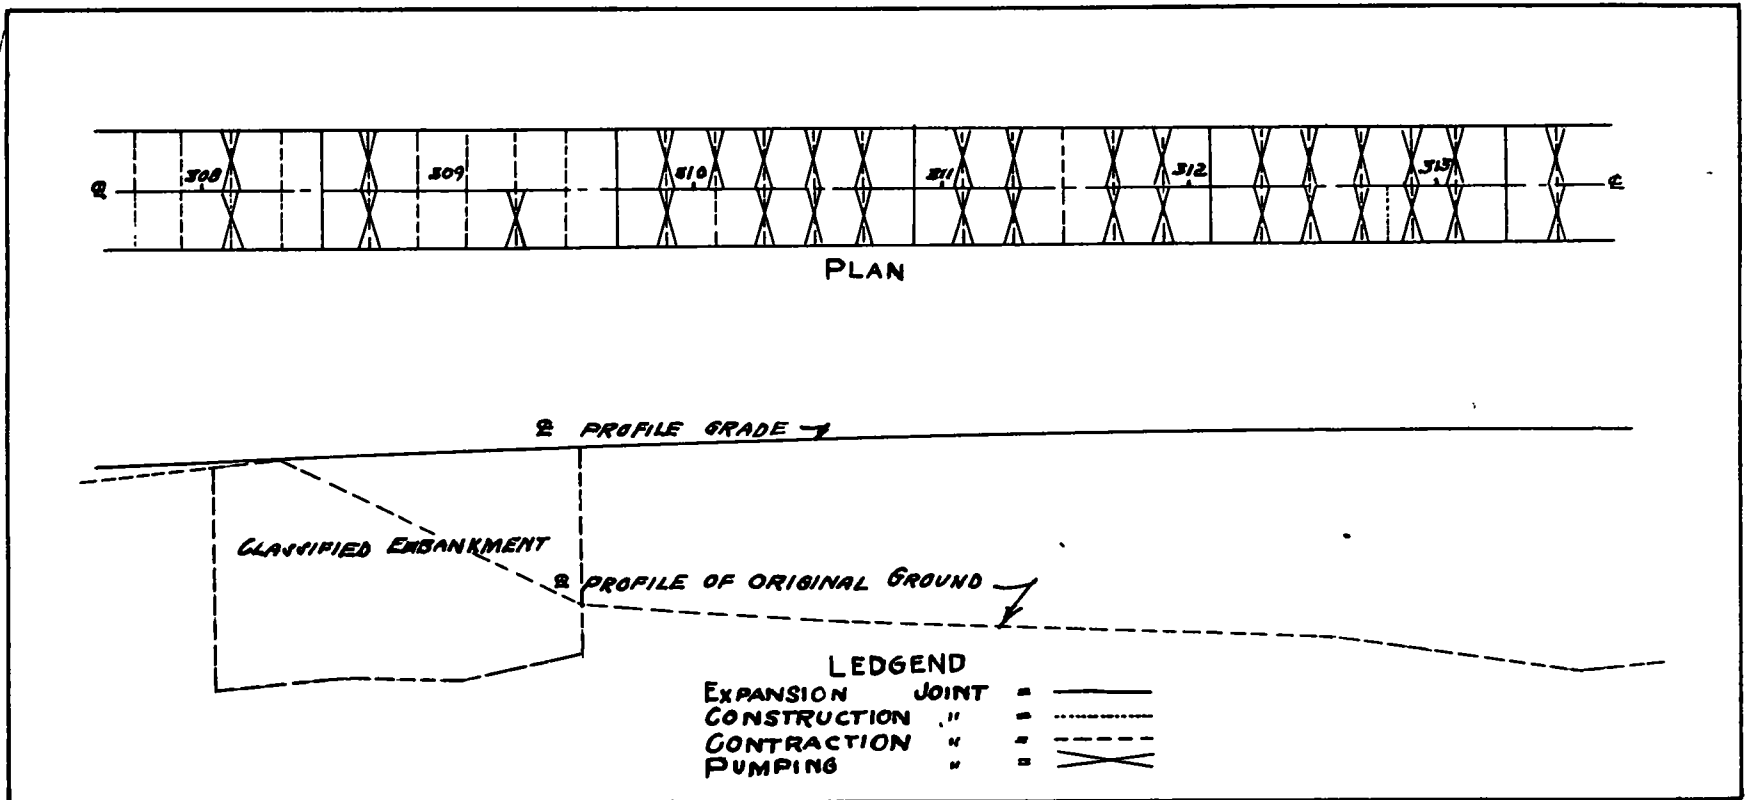 308 309 310 311 312 313
℄ ℄
PLAN
℄ PROFILE GRADE
CLASSIFIED EMBANKMENT
℄ PROFILE OF ORIGINAL GROUND
LEDGEND
EXPANSION JOINT =
CONSTRUCTION " =
CONTRACTION " =
PUMPING " =